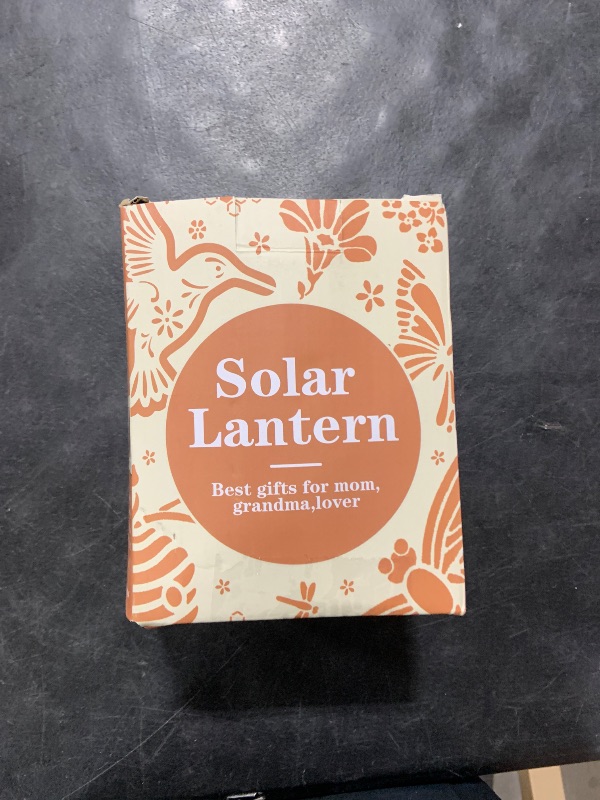 Solar
Lantern
Best gifts for mom,
grandma,lover